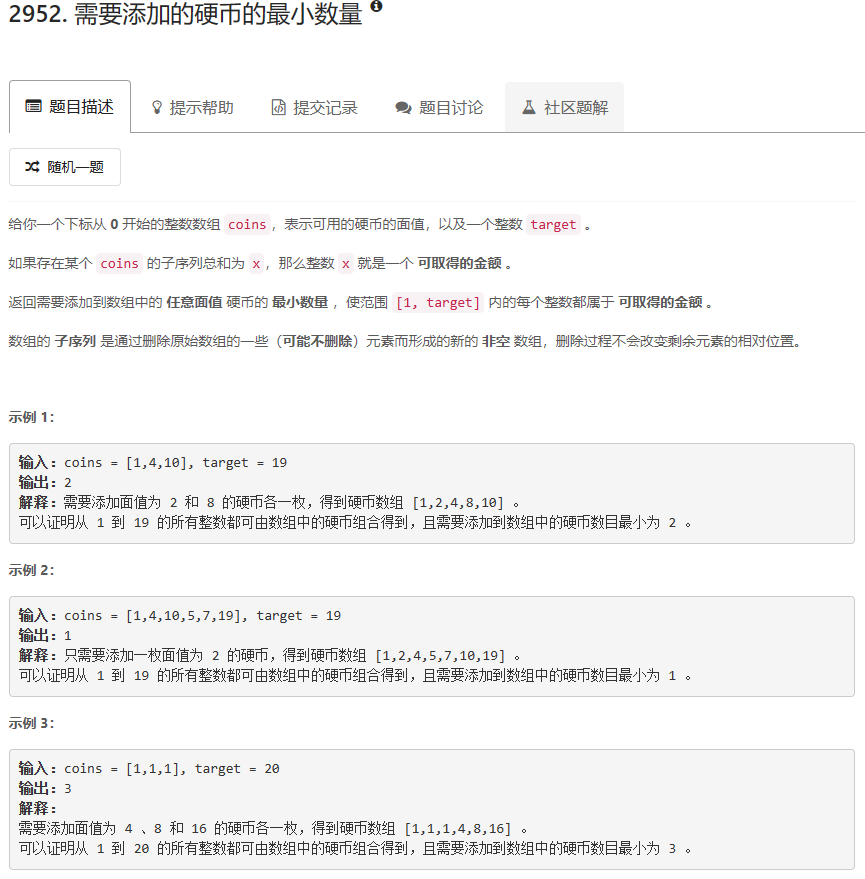 2952. 需要添加的硬币的最小数量
题目描述 提示帮助 提交记录 题目讨论 社区题解
随机一题
给你一个下标从 0 开始的整数数组 coins，表示可用的硬币的面值，以及一个整数 target 。
如果存在某个 coins 的子序列总和为 x，那么整数 x 就是一个 可取得的金额 。
返回需要添加到数组中的 任意面值 硬币的 最小数量 ，使范围 [1, target] 内的每个整数都属于 可取得的金额 。
数组的 子序列 是通过删除原始数组的一些（可能不删除）元素而形成的新的 非空 数组，删除过程不会改变剩余元素的相对位置。
示例 1：
输入：coins = [1,4,10], target = 19
输出：2
解释：需要添加面值为 2 和 8 的硬币各一枚，得到硬币数组 [1,2,4,8,10] 。
可以证明从 1 到 19 的所有整数都可由数组中的硬币组合得到，且需要添加到数组中的硬币数目最小为 2 。
示例 2：
输入：coins = [1,4,10,5,7,19], target = 19
输出：1
解释：只需要添加一枚面值为 2 的硬币，得到硬币数组 [1,2,4,5,7,10,19] 。
可以证明从 1 到 19 的所有整数都可由数组中的硬币组合得到，且需要添加到数组中的硬币数目最小为 1 。
示例 3：
输入：coins = [1,1,1], target = 20
输出：3
解释：
需要添加面值为 4 、8 和 16 的硬币各一枚，得到硬币数组 [1,1,1,4,8,16] 。
可以证明从 1 到 20 的所有整数都可由数组中的硬币组合得到，且需要添加到数组中的硬币数目最小为 3 。